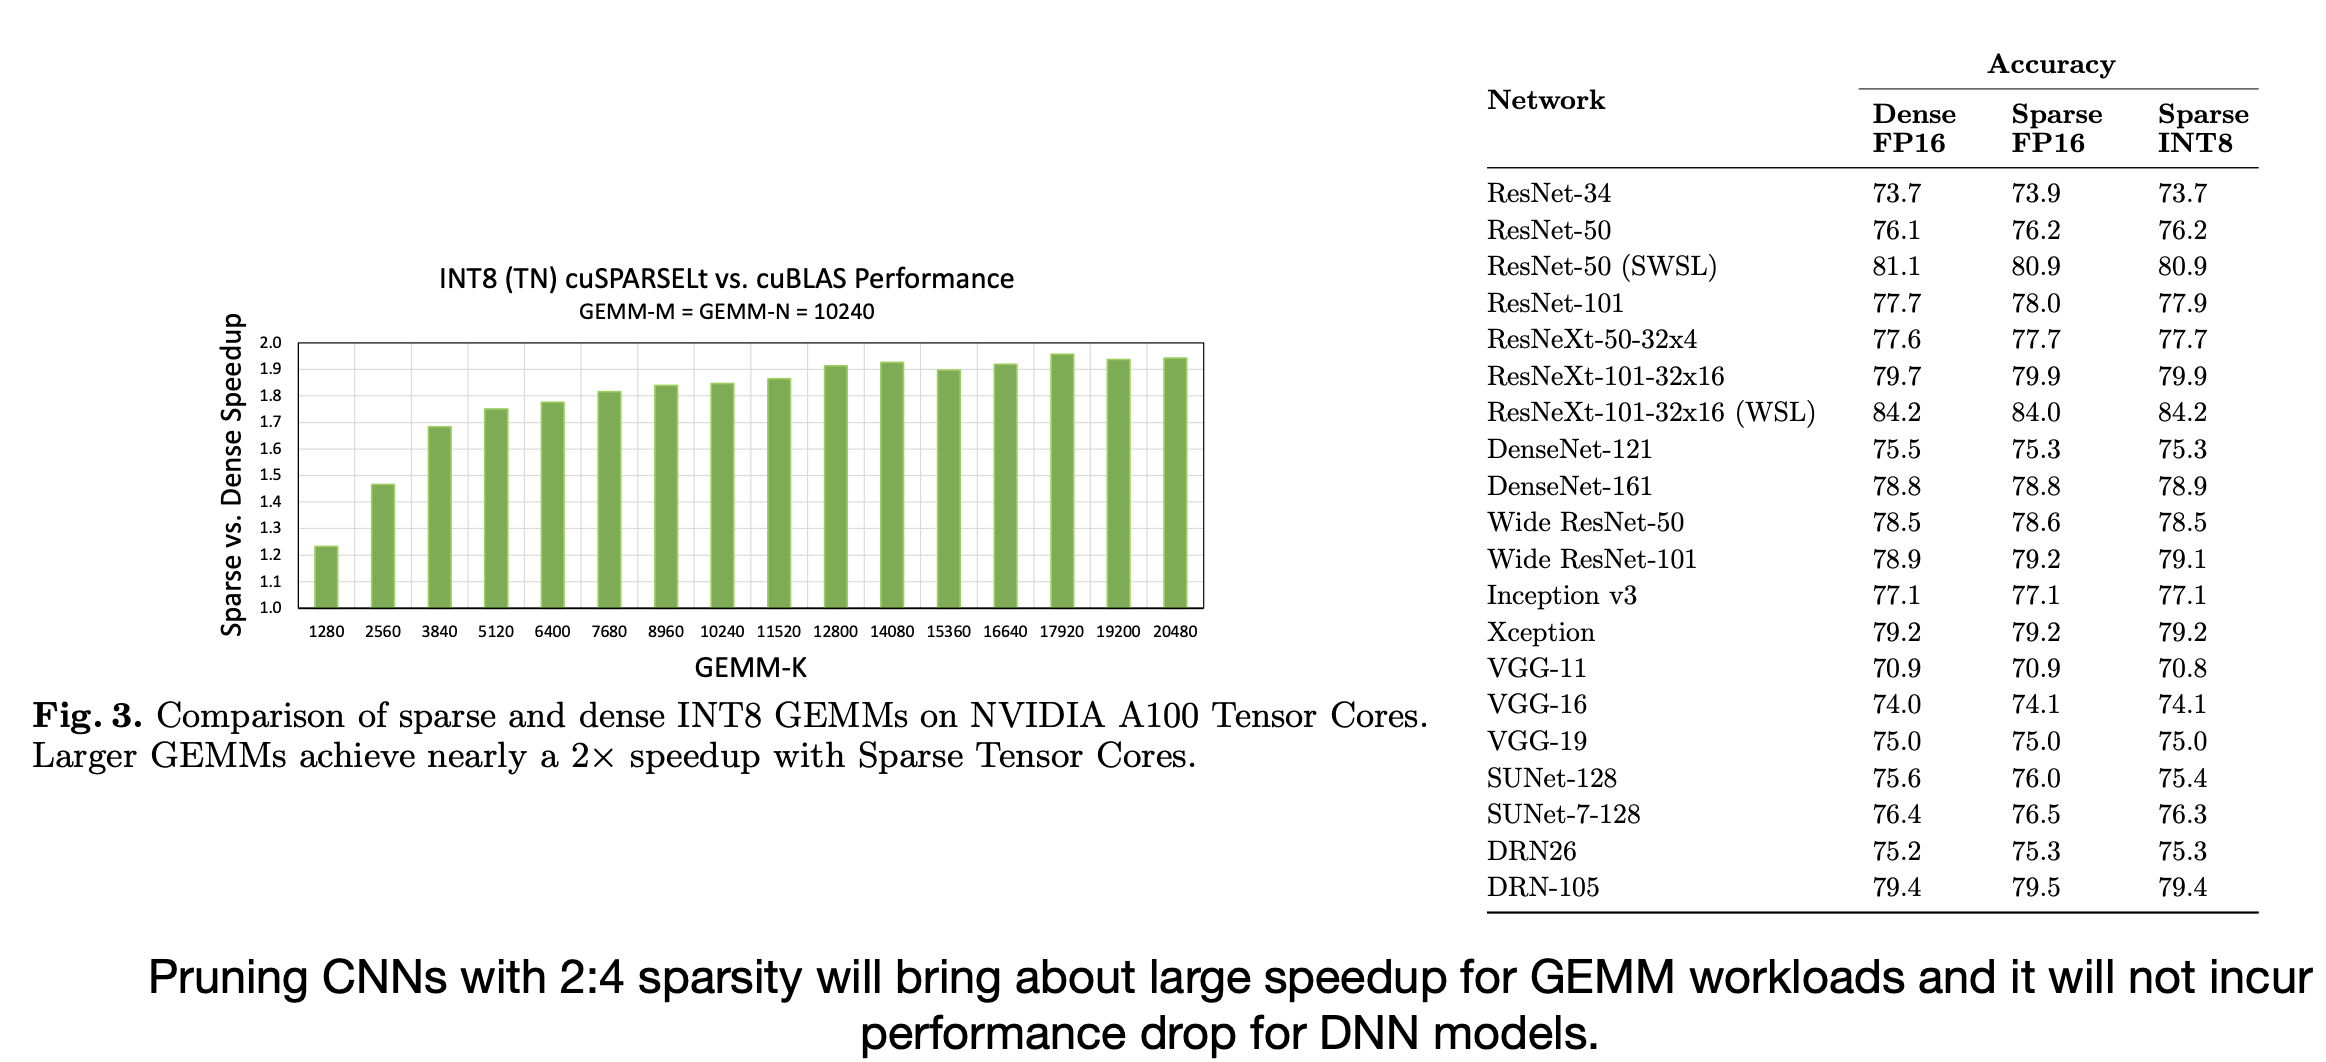 INT8 (TN) cuSPARSELt vs. cuBLAS Performance
GEMM-M = GEMM-N = 10240
Sparse vs. Dense Speedup
2.0
1.9
1.8
1.7
1.6
1.5
1.4
1.3
1.2
1.1
1.0
1280 2560 3840 5120 6400 7680 8960 10240 11520 12800 14080 15360 16640 17920 19200 20480
GEMM-K
Fig. 3. Comparison of sparse and dense INT8 GEMMs on NVIDIA A100 Tensor Cores.
Larger GEMMs achieve nearly a 2× speedup with Sparse Tensor Cores.
Accuracy
Network
Dense Sparse Sparse
FP16 FP16 INT8
ResNet-34 73.7 73.9 73.7
ResNet-50 76.1 76.2 76.2
ResNet-50 (SWSL) 81.1 80.9 80.9
ResNet-101 77.7 78.0 77.9
ResNeXt-50-32x4 77.6 77.7 77.7
ResNeXt-101-32x16 79.7 79.9 79.9
ResNeXt-101-32x16 (WSL) 84.2 84.0 84.2
DenseNet-121 75.5 75.3 75.3
DenseNet-161 78.8 78.8 78.9
Wide ResNet-50 78.5 78.6 78.5
Wide ResNet-101 78.9 79.2 79.1
Inception v3 77.1 77.1 77.1
Xception 79.2 79.2 79.2
VGG-11 70.9 70.9 70.8
VGG-16 74.0 74.1 74.1
VGG-19 75.0 75.0 75.0
SUNet-128 75.6 76.0 75.4
SUNet-7-128 76.4 76.5 76.3
DRN26 75.2 75.3 75.3
DRN-105 79.4 79.5 79.4
Pruning CNNs with 2:4 sparsity will bring about large speedup for GEMM workloads and it will not incur
performance drop for DNN models.